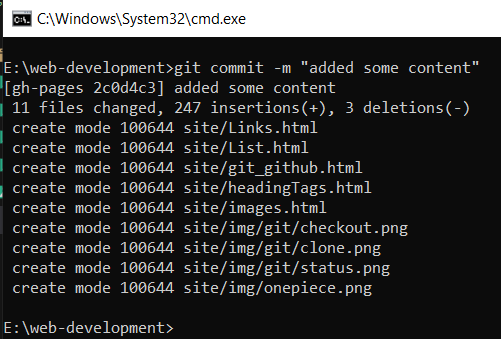 C:\Windows\System32\cmd.exe
E:\web-development>git commit -m "added some content"
[gh-pages 2c0d4c3] added some content
 11 files changed, 247 insertions(+), 3 deletions(-)
 create mode 100644 site/Links.html
 create mode 100644 site/List.html
 create mode 100644 site/git_github.html
 create mode 100644 site/headingTags.html
 create mode 100644 site/images.html
 create mode 100644 site/img/git/checkout.png
 create mode 100644 site/img/git/clone.png
 create mode 100644 site/img/git/status.png
 create mode 100644 site/img/onepiece.png
E:\web-development>